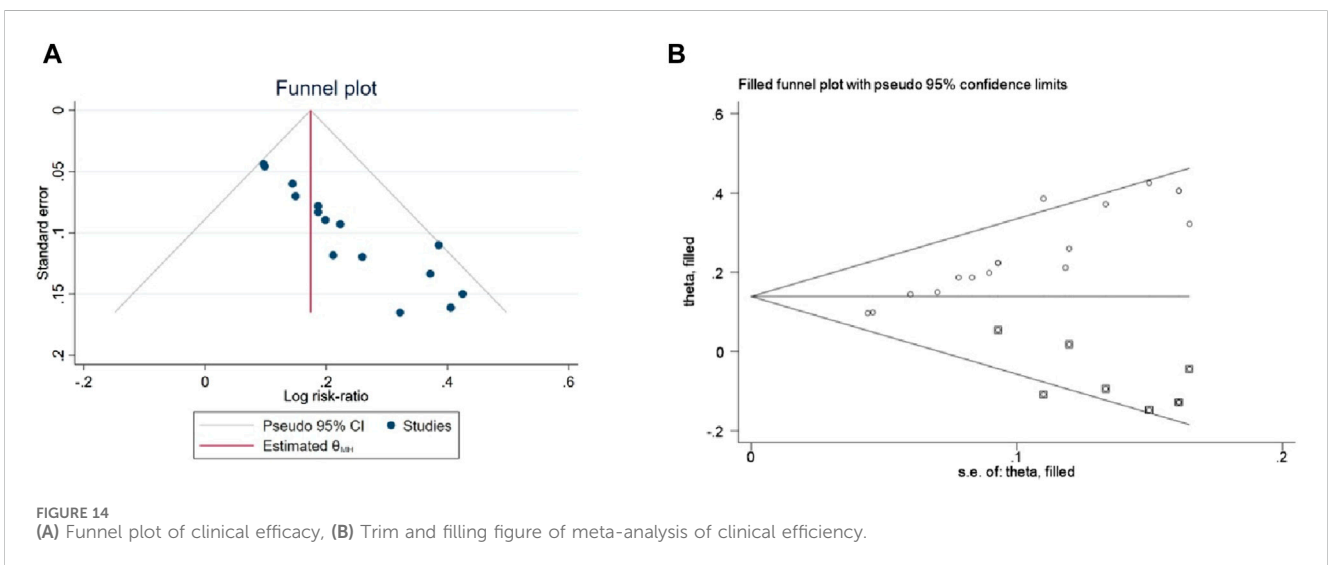 A
Funnel plot
0
.05
.1
.15
.2
Standard error
-.2 0 .2 .4 .6
Log risk-ratio
Pseudo 95% CI Studies
Estimated θMH
B
Filled funnel plot with pseudo 95% confidence limits
.6
.4
.2
0
-.2
theta, filled
0 .1 .2
s.e. of: theta, filled
FIGURE 14
(A) Funnel plot of clinical efficacy, (B) Trim and filling figure of meta-analysis of clinical efficiency.